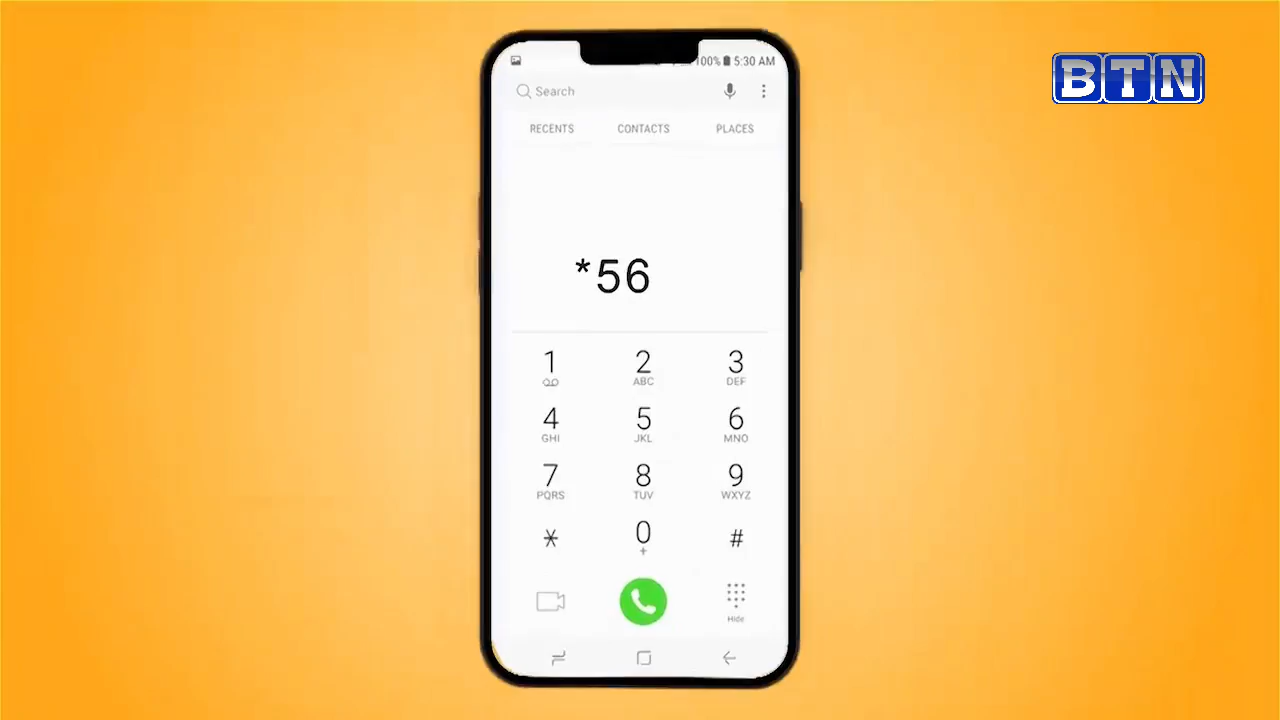 BTN
100% 5:30 AM
Search
RECENTS CONTACTS PLACES
*56
1 2 3
ABC DEF
4 5 6
GHI JKL MNO
7 8 9
PQRS TUV WXYZ
* 0 #
+
Hide